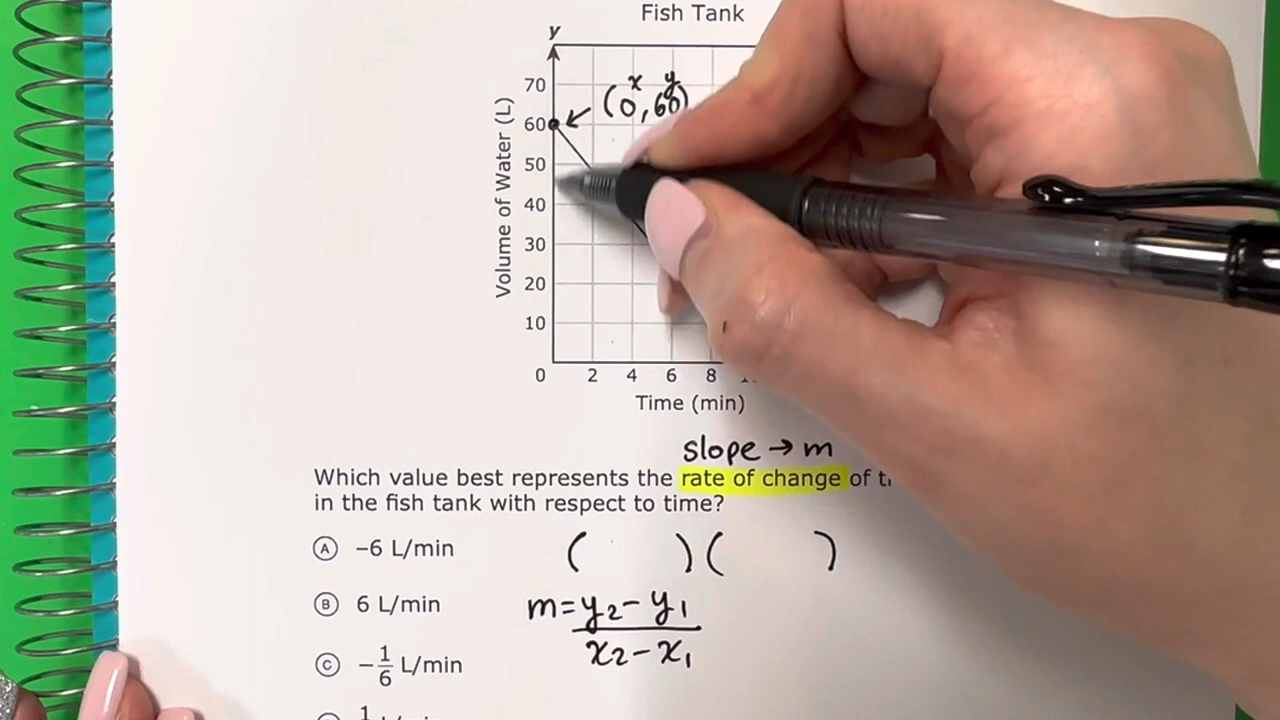 Fish Tank
y
70
x y
(0,60)
60
50
40
30
20
10
0 2 4 6 8
Volume of Water (L)
Time (min)
slope → m
Which value best represents the rate of change of
in the fish tank with respect to time?
A -6 L/min
( )( )
B 6 L/min
m=y₂-y₁
x₂-x₁
C -1/6 L/min